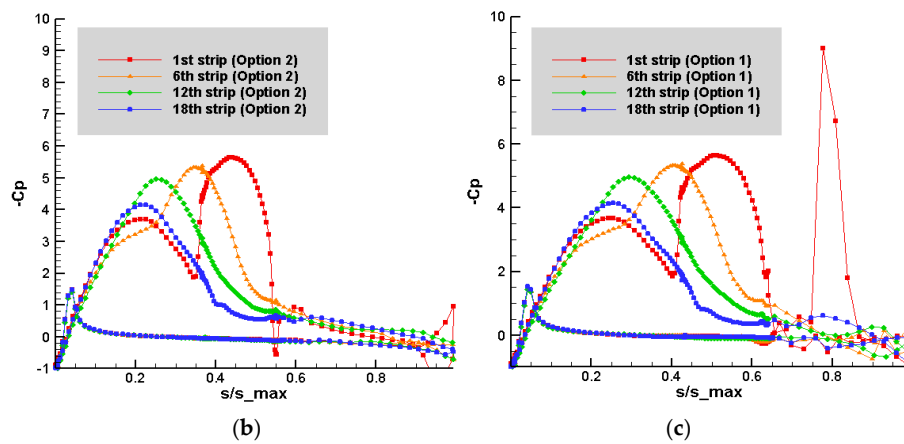 10
9
8
7
6
5
4
3
2
1
0
-1
-Cp
1st strip (Option 2)
6th strip (Option 2)
12th strip (Option 2)
18th strip (Option 2)
0.2
0.4
0.6
0.8
s/s_max
(b)
10
8
6
4
2
0
-Cp
1st strip (Option 1)
6th strip (Option 1)
12th strip (Option 1)
18th strip (Option 1)
0.2
0.4
0.6
0.8
s/s_max
(c)